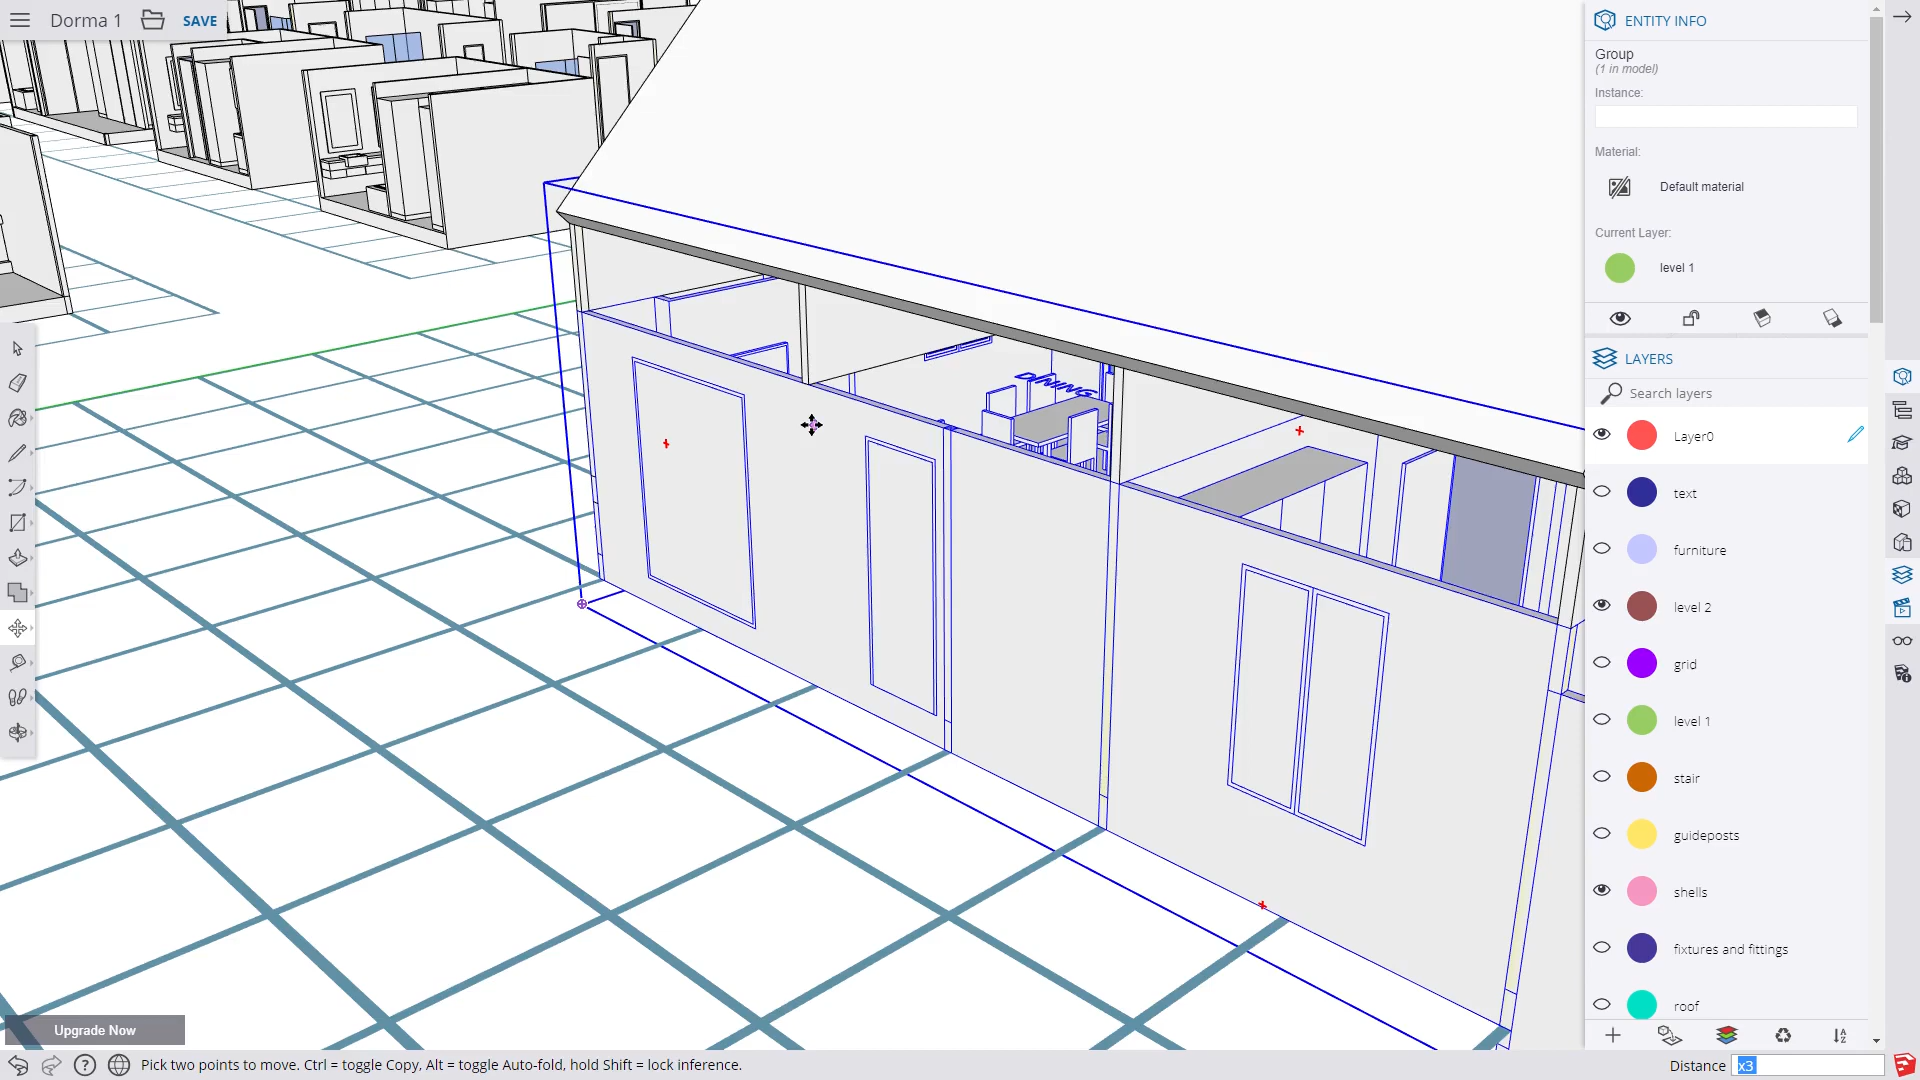 Dorma 1
SAVE
ENTITY INFO
Group
(1 in model)
Instance:
Material:
Default material
Current Layer:
level 1
LAYERS
Search layers
Layer0
text
furniture
level 2
grid
level 1
stair
guideposts
shells
fixtures and fittings
roof
DINING
Upgrade Now
Pick two points to move. Ctrl = toggle Copy, Alt = toggle Auto-fold, hold Shift = lock inference.
Distance x3